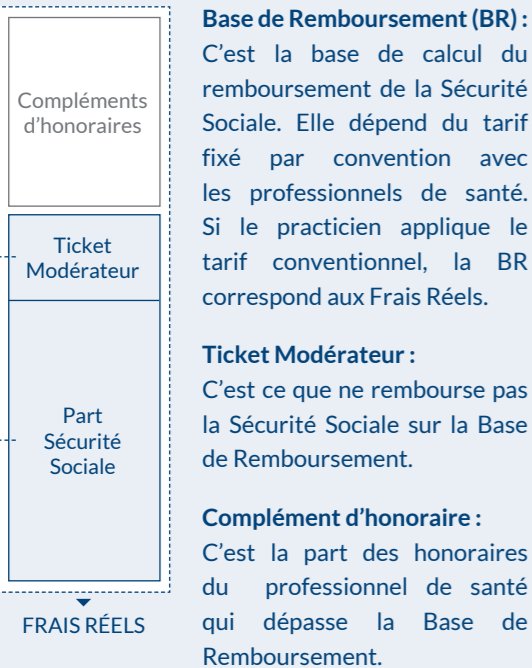 Compléments
d'honoraires
Ticket
Modérateur
Part
Sécurité
Sociale
FRAIS RÉELS
Base de Remboursement (BR) :
C'est la base de calcul du
remboursement de la Sécurité
Sociale. Elle dépend du tarif
fixé par convention avec
les professionnels de santé.
Si le practicien applique le
tarif conventionnel, la BR
correspond aux Frais Réels.
Ticket Modérateur :
C'est ce que ne rembourse pas
la Sécurité Sociale sur la Base
de Remboursement.
Complément d'honoraire :
C'est la part des honoraires
du professionnel de santé
qui dépasse la Base de
Remboursement.